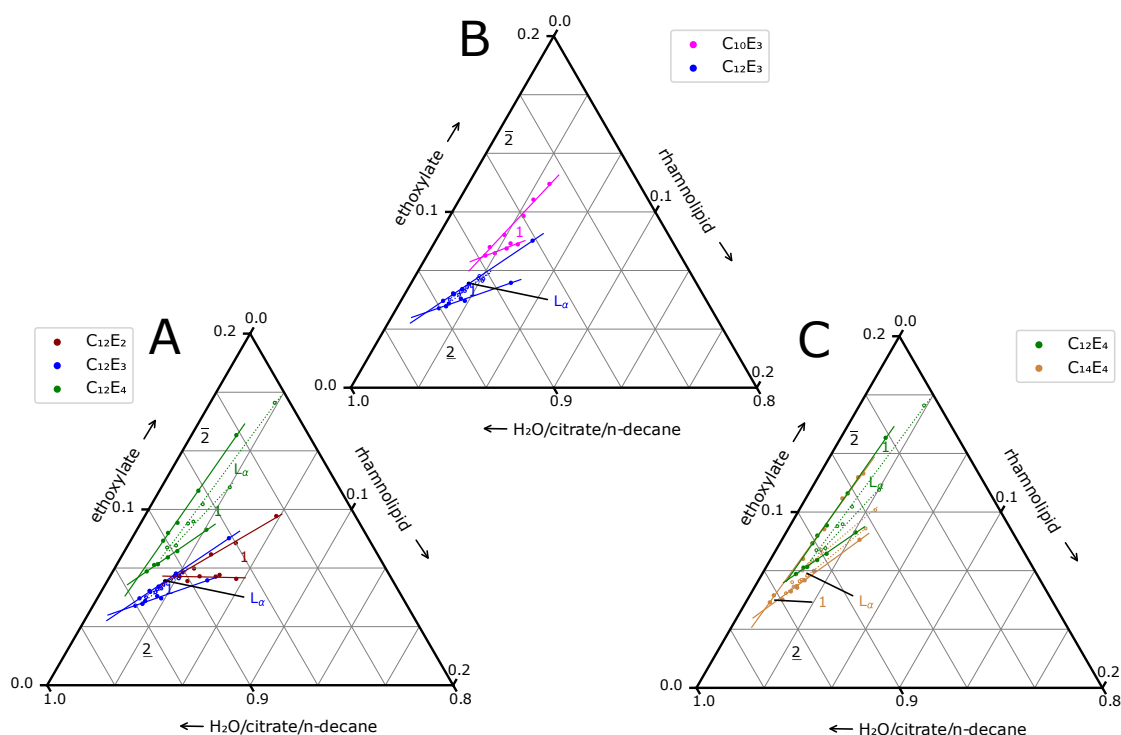 B
C₁₀E₃
C₁₂E₃
0.0
0.2
2̅
ethoxylate →
rhamnolipid →
0.1
0.1
1
1
Lα
2̲
0.0
0.2
1.0
0.9
0.8
← H₂O/citrate/n-decane
A
C₁₂E₂
C₁₂E₃
C₁₂E₄
0.0
0.2
2̅
ethoxylate →
rhamnolipid →
Lα
0.1
0.1
1
1
1
Lα
2̲
0.0
0.2
1.0
0.9
0.8
← H₂O/citrate/n-decane
C
C₁₂E₄
C₁₄E₄
0.0
0.2
2̅
1
ethoxylate →
rhamnolipid →
Lα
0.1
0.1
1
Lα
2̲
0.0
0.2
1.0
0.9
0.8
← H₂O/citrate/n-decane